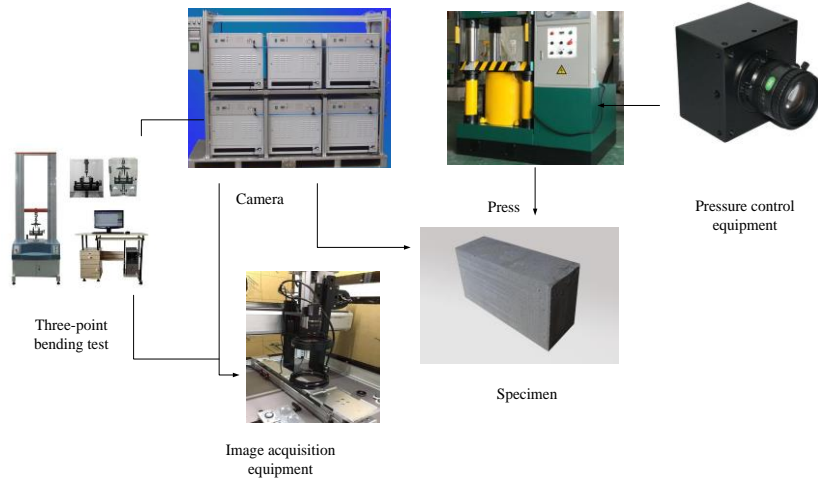 Camera
Press
Pressure control
equipment
Three-point
bending test
Specimen
Image acquisition
equipment